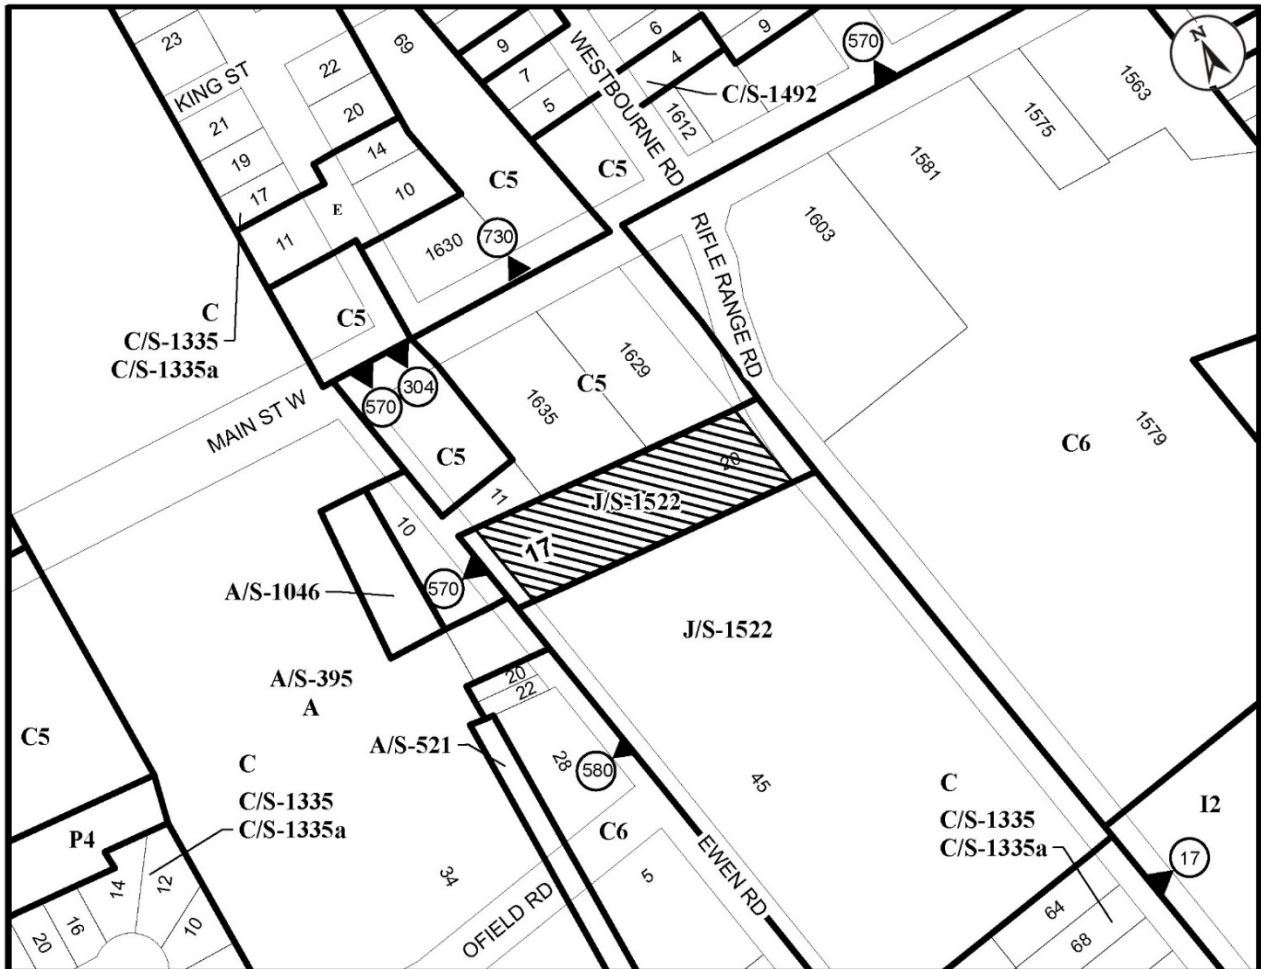 23
KING ST
22
20
21
19
17
14
10
11
E
69
9
7
5
WESTBOURNE RD
6
4
9
C/S-1492
1612
570
N
1563
1575
1581
1603
C5
C5
1630
730
C5
C
C/S-1335
C/S-1335a
RIFLE RANGE RD
MAIN ST W
570
304
C5
1635
1629
C5
C6
1579
20
J/S-1522
17
11
10
570
A/S-1046
J/S-1522
A/S-395
A
C5
A/S-521
20
22
28
580
C
C/S-1335
C/S-1335a
P4
14
12
16
20
10
34
OFIELD RD
C6
5
EWEN RD
45
C
C/S-1335
C/S-1335a
I2
17
64
68